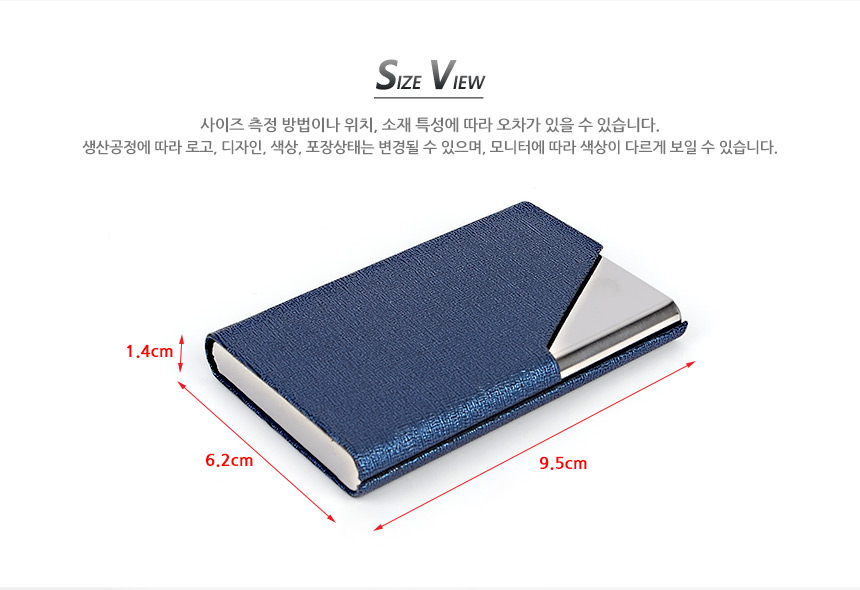 SIZE VIEW
사이즈 측정 방법이나 위치, 소재 특성에 따라 오차가 있을 수 있습니다.
생산공정에 따라 로고, 디자인, 색상, 포장상태는 변경될 수 있으며, 모니터에 따라 색상이 다르게 보일 수 있습니다.
1.4cm
6.2cm
9.5cm